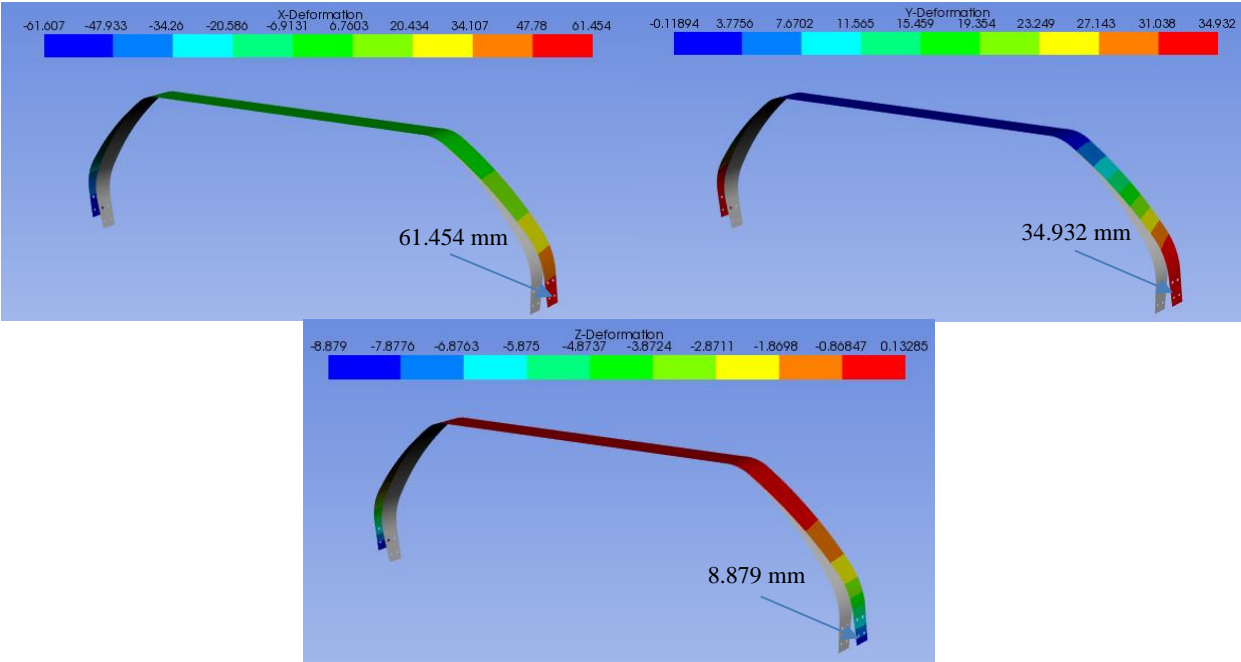 X-Deformation
-61.607 -47.933 -34.26 -20.586 -6.9131 6.7603 20.434 34.107 47.78 61.454
61.454 mm
Y-Deformation
-0.11894 3.7756 7.6702 11.565 15.459 19.354 23.249 27.143 31.038 34.932
34.932 mm
Z-Deformation
-8.879 -7.8776 -6.8763 -5.875 -4.8737 -3.8724 -2.8711 -1.8698 -0.86847 0.13285
8.879 mm